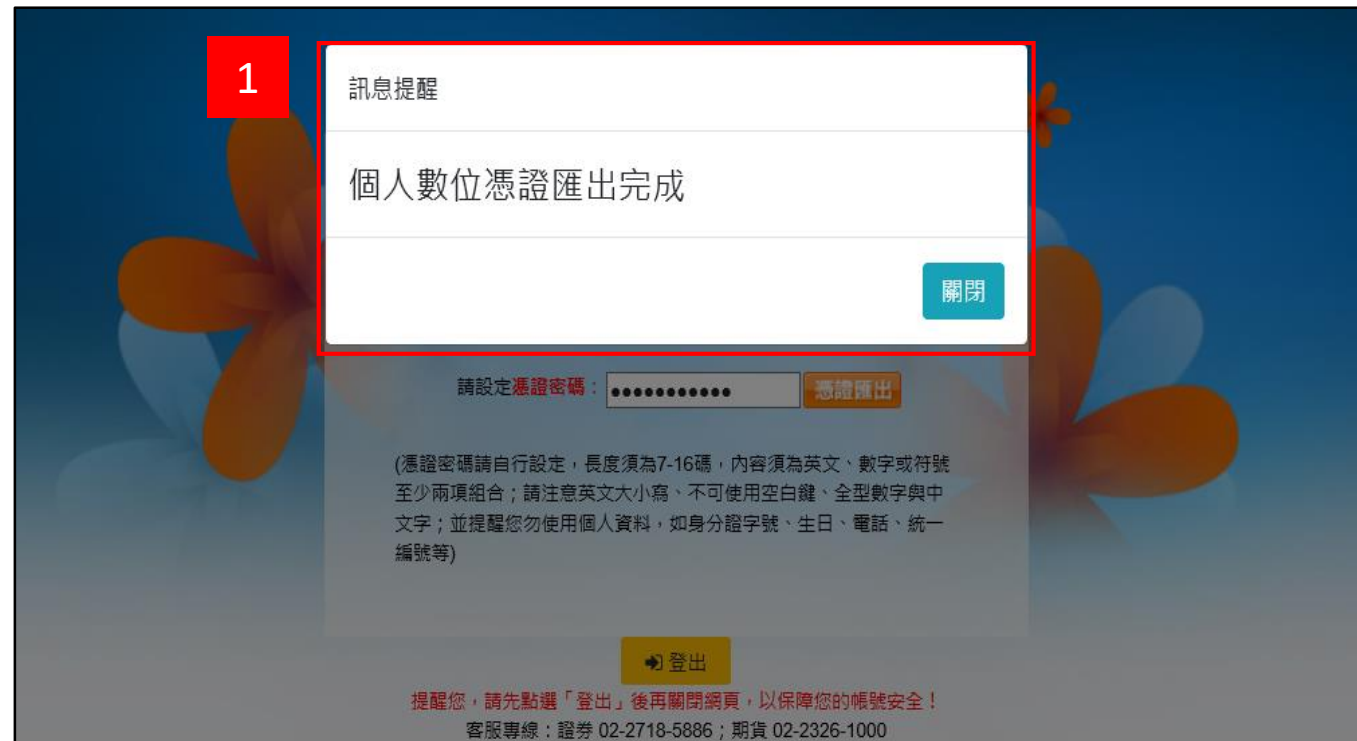 1
訊息提醒
個人數位憑證匯出完成
關閉
請設定憑證密碼：●●●●●●●●●●● 憑證匯出
(憑證密碼請自行設定，長度須為7-16碼，內容須為英文、數字或符號
至少兩項組合；請注意英文大小寫、不可使用空白鍵、全型數字與中
文字；並提醒您勿使用個人資料，如身分證字號、生日、電話、統一
編號等)
登出
提醒您，請先點選「登出」後再關閉網頁，以保障您的帳號安全！
客服專線：證券 02-2718-5886；期貨 02-2326-1000